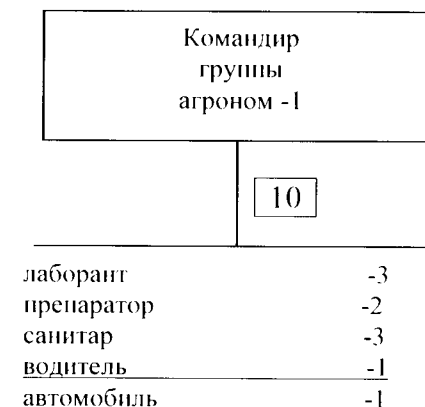 Командир
группы
агроном -1
10
лаборант -3
препаратор -2
санитар -3
водитель -1
автомобиль -1